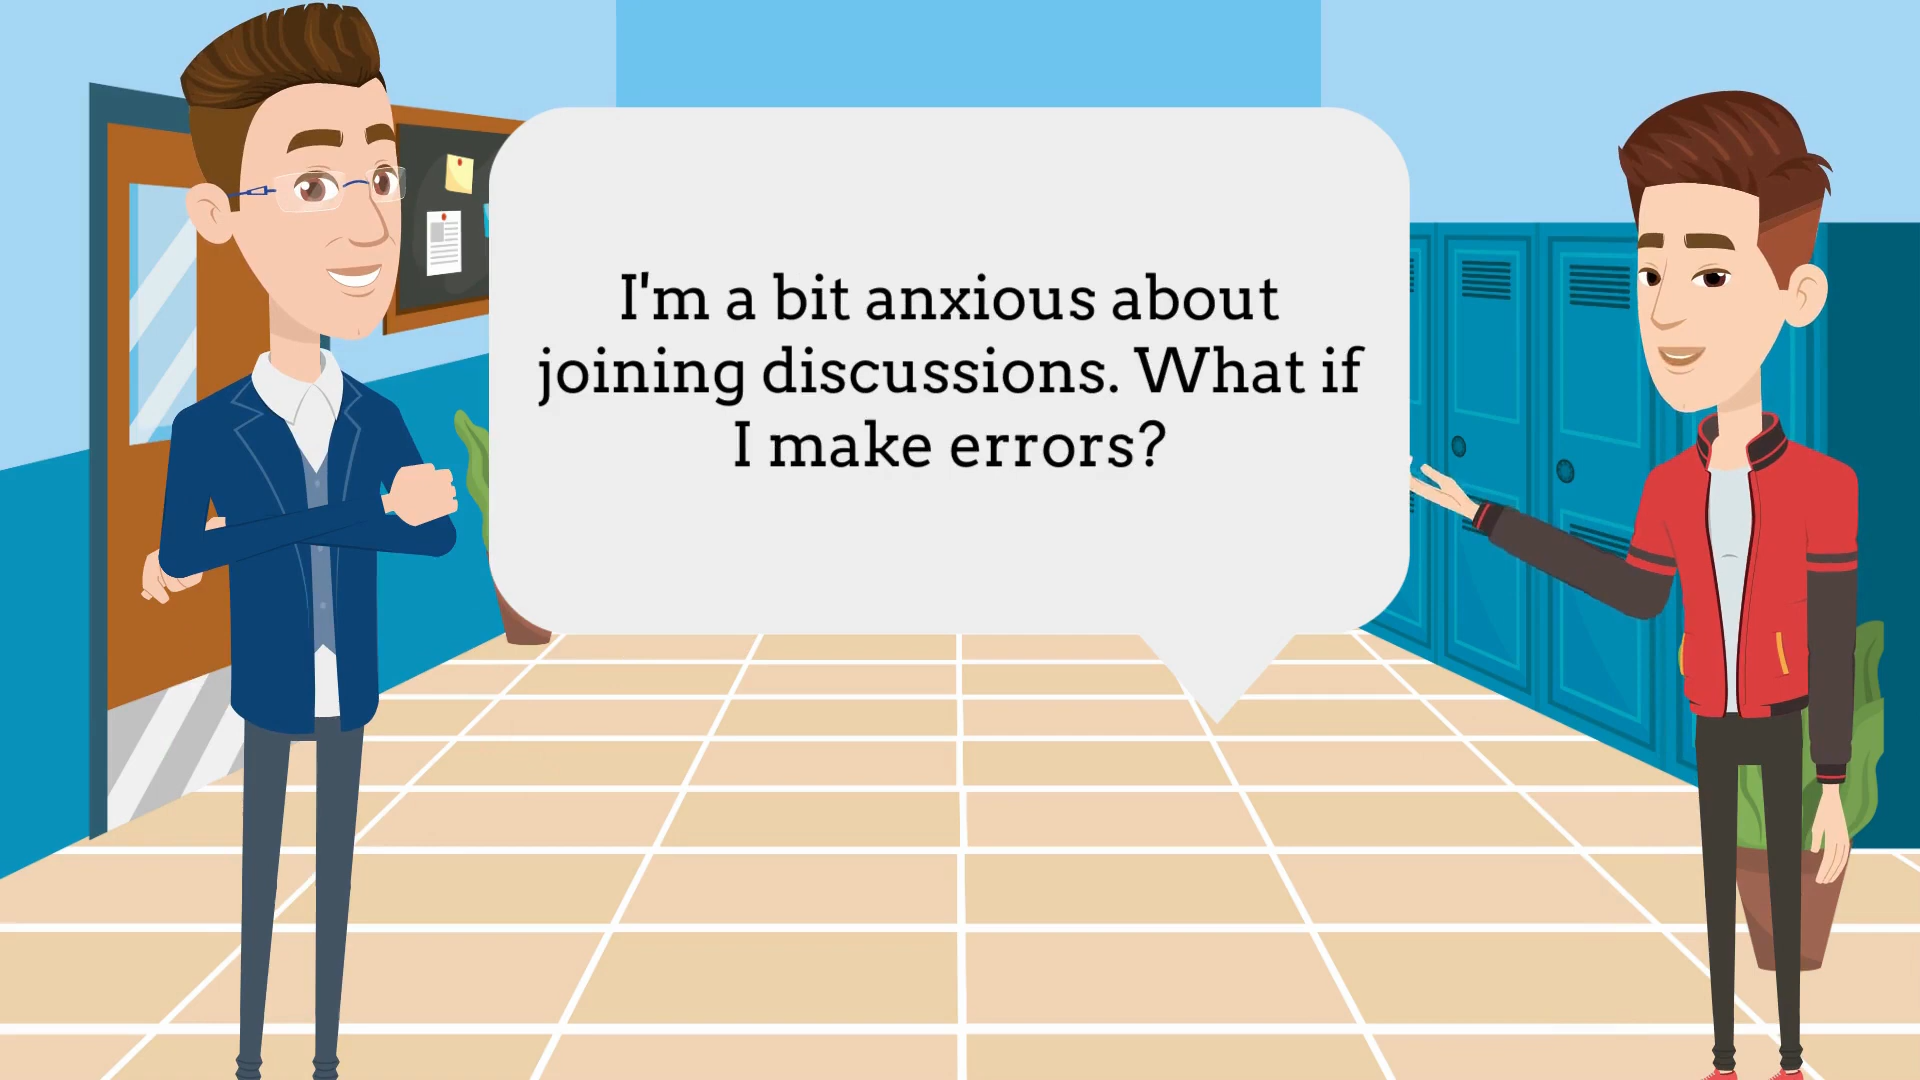 I'm a bit anxious about
joining discussions. What if
I make errors?